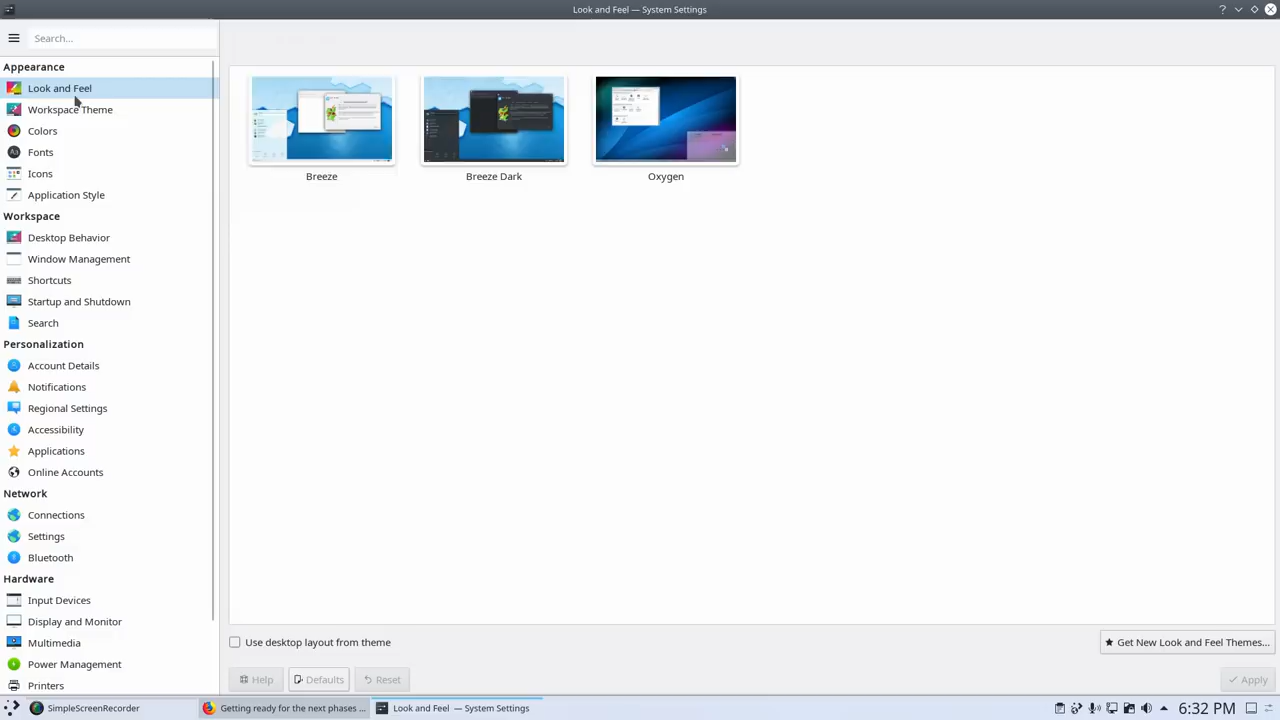 Look and Feel — System Settings
Search...
Appearance
Look and Feel
Workspace Theme
Colors
Fonts
Icons
Application Style
Workspace
Desktop Behavior
Window Management
Shortcuts
Startup and Shutdown
Search
Personalization
Account Details
Notifications
Regional Settings
Accessibility
Applications
Online Accounts
Network
Connections
Settings
Bluetooth
Hardware
Input Devices
Display and Monitor
Multimedia
Power Management
Printers
Breeze
Breeze Dark
Oxygen
Use desktop layout from theme
Get New Look and Feel Themes...
Help
Defaults
Reset
Apply
SimpleScreenRecorder
Getting ready for the next phases ...
Look and Feel — System Settings
6:32 PM